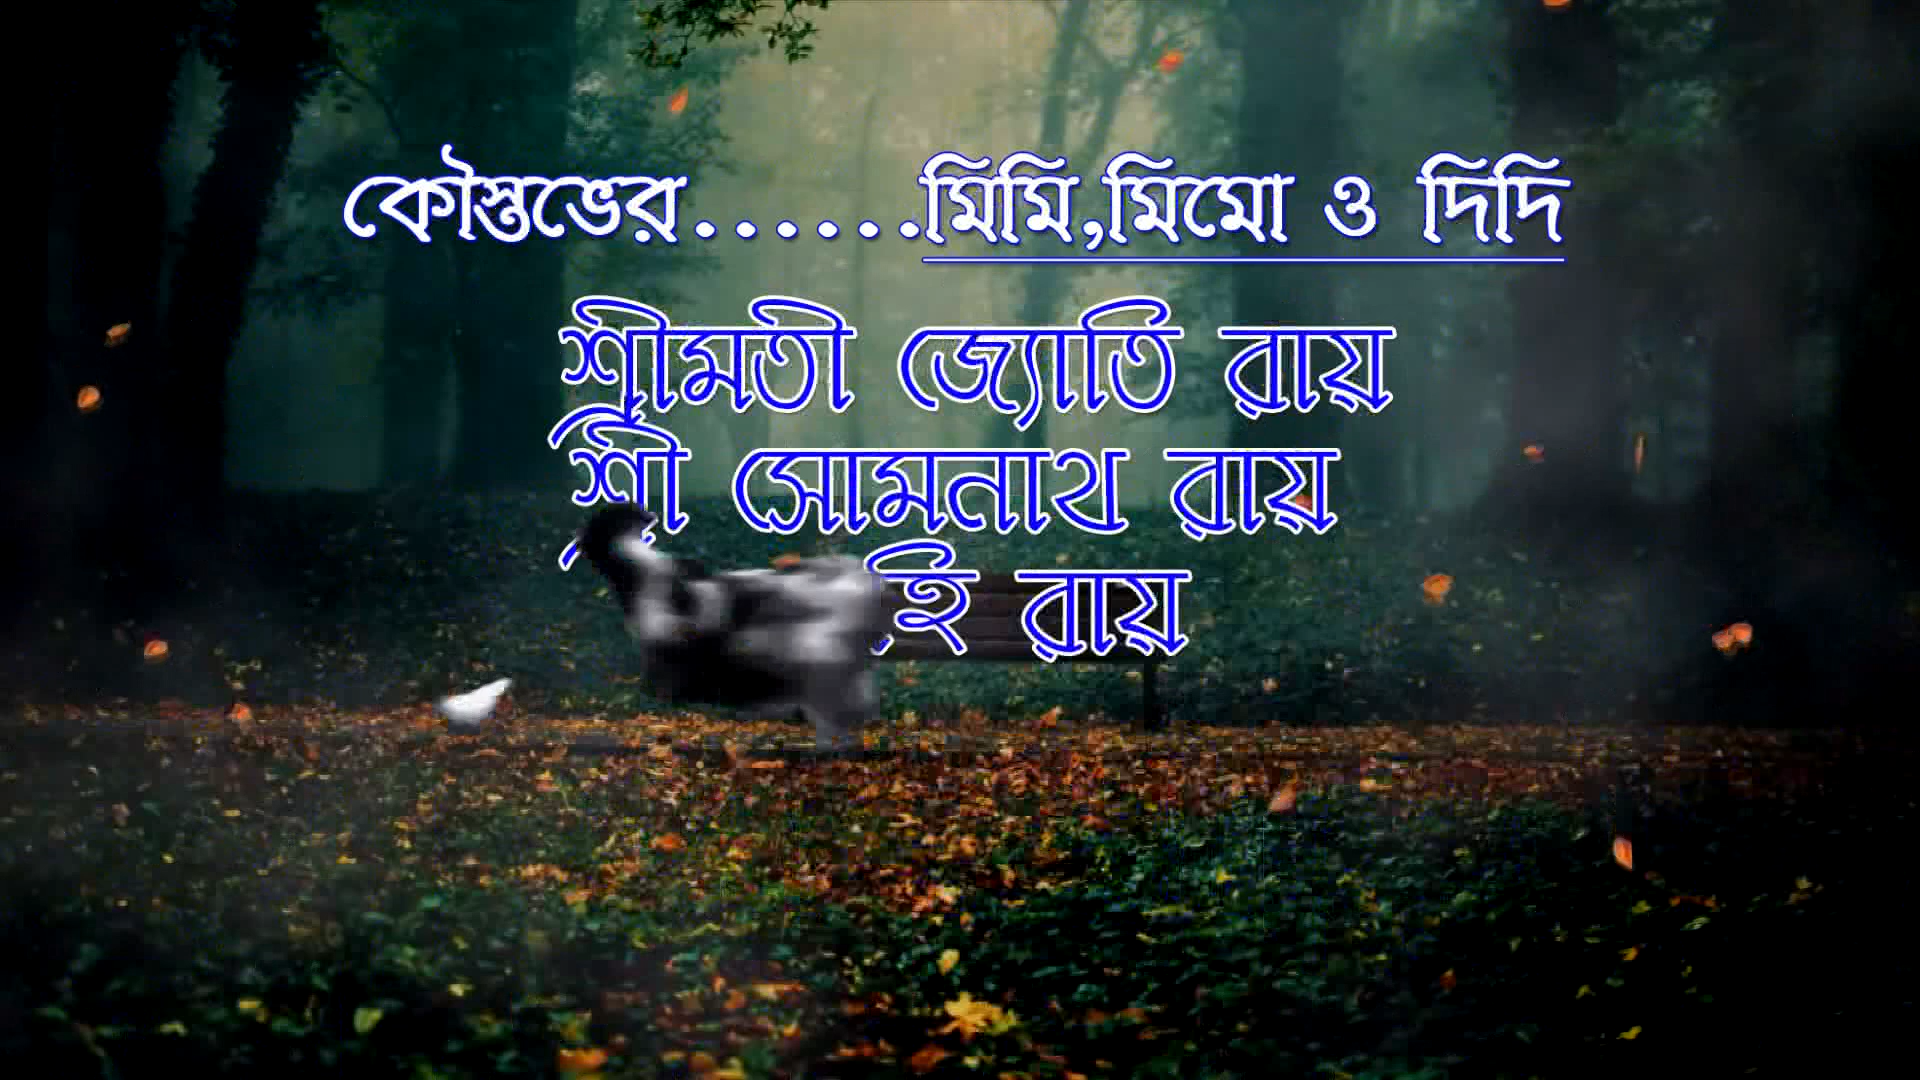 কৌস্তভের......মিমি,মিমো ও দিদি
শ্রীমতী জ্যোতি রায়
শ্রী সোমনাথ রায়
রায়